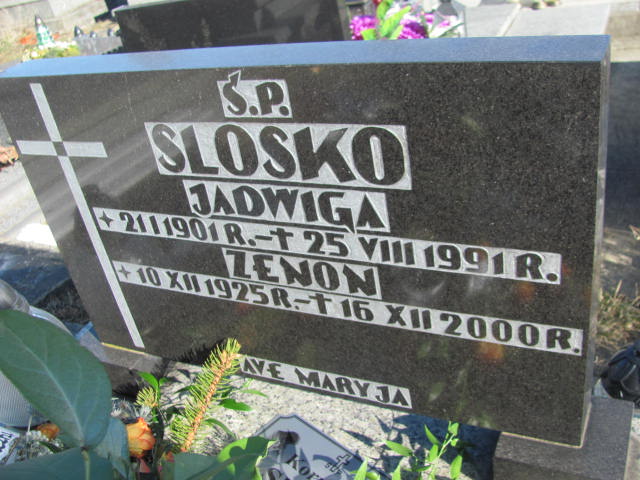 Ś.P.
SLOSKO
JADWIGA
21 I 1901 R. – † 25 VIII 1991 R.
ZENON
10 XII 1925 R. – † 16 XII 2000 R.
AVE MARYJA